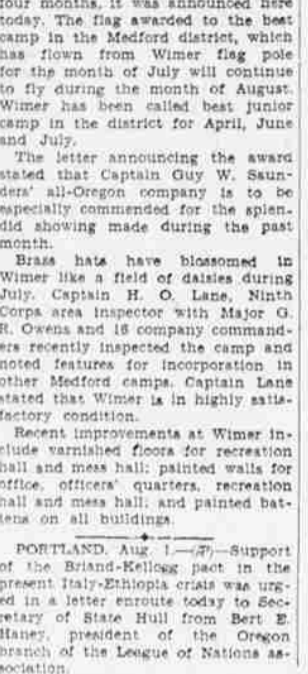 four months, it was announced here
today. The flag awarded to the best
camp in the Medford district, which
has flown from Wimer flag pole
for the month of July will continue
to fly during the month of August.
Wimer has been called best junior
camp in the district for April, June
and July.
The letter announcing the award
stated that Captain Guy W. Saun-
ders' all-Oregon company is to be
especially commended for the splen-
did showing made during the past
month.
Brass hats have blossomed in
Wimer like a field of daisies during
July. Captain H. O. Lane, Ninth
Corps area inspector with Major G.
R. Owens and 16 company command-
ers recently inspected the camp and
noted features for incorporation in
other Medford camps. Captain Lane
stated that Wimer is in highly satis-
factory condition.
Recent improvements at Wimer in-
clude varnished floors for recreation
hall and mess hall; painted walls for
office, officers' quarters, recreation
hall and mess hall; and painted bat-
tens on all buildings.
PORTLAND, Aug. 1.—(AP)—Support
of the Briand-Kellogg pact in the
present Italy-Ethiopia crisis was urg-
ed in a letter enroute today to Sec-
retary of State Hull from Bert E.
Haney, president of the Oregon
branch of the League of Nations as-
sociation.